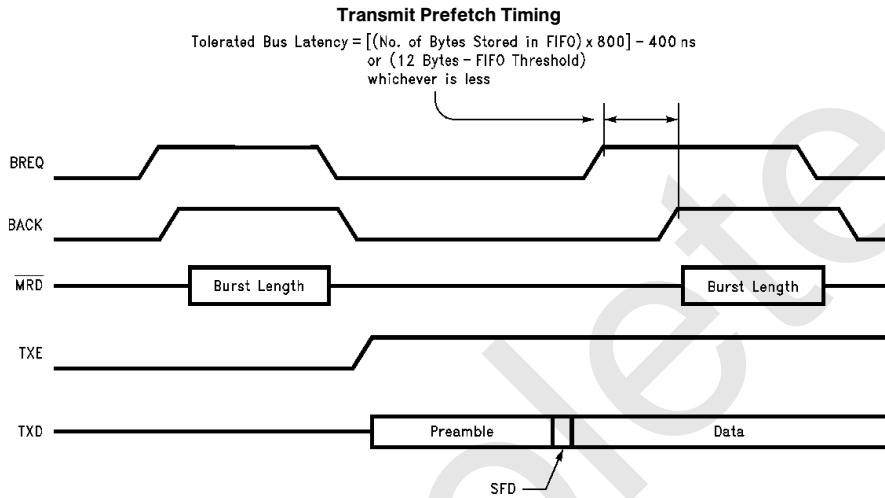 Transmit Prefetch Timing
Tolerated Bus Latency = [(No. of Bytes Stored in FIFO) x 800] - 400 ns
or (12 Bytes - FIFO Threshold)
whichever is less
BREQ
BACK
MRD
Burst Length
Burst Length
TXE
TXD
Preamble
Data
SFD